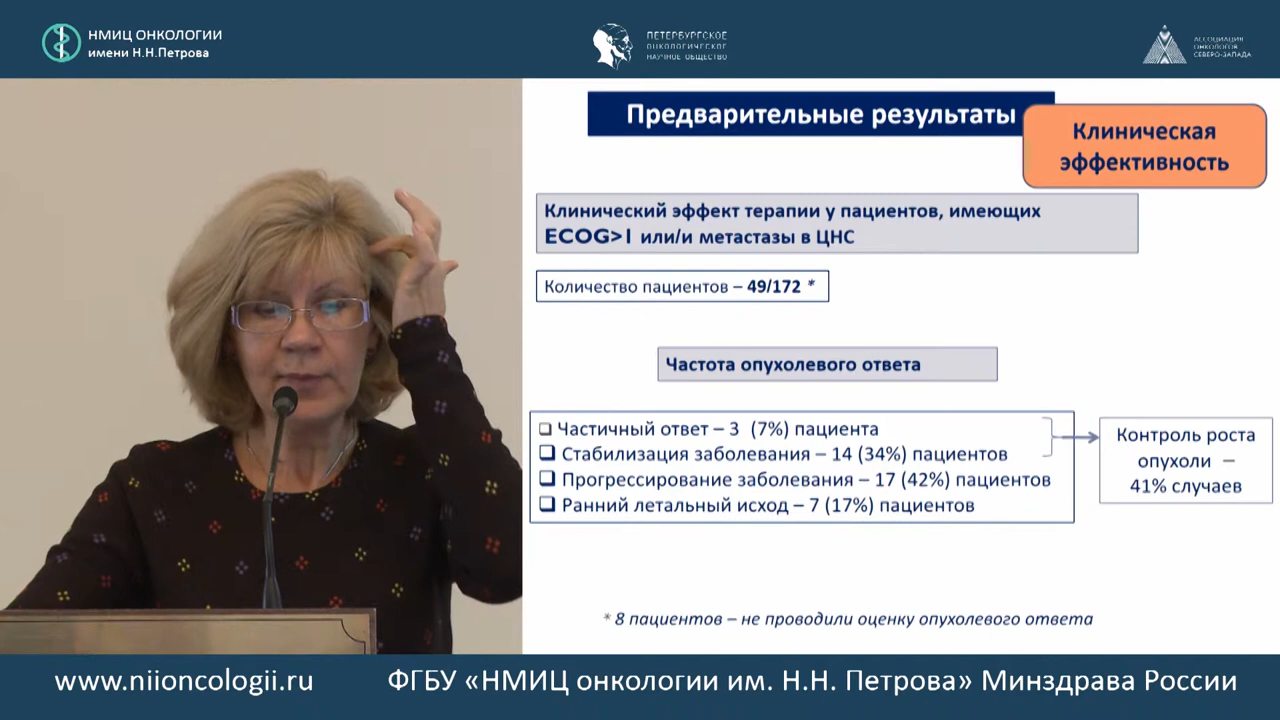 НМИЦ ОНКОЛОГИИ
имени Н.Н.Петрова
ПЕТЕРБУРГСКОЕ
ОНКОЛОГИЧЕСКОЕ
НАУЧНОЕ ОБЩЕСТВО
АССОЦИАЦИЯ
ОНКОЛОГОВ
СЕВЕРО-ЗАПАДА
Предварительные результаты
Клиническая
эффективность
Клинический эффект терапии у пациентов, имеющих
ECOG>1 или/и метастазы в ЦНС
Количество пациентов – 49/172 *
Частота опухолевого ответа
Частичный ответ – 3 (7%) пациента
Стабилизация заболевания – 14 (34%) пациентов
Прогрессирование заболевания – 17 (42%) пациентов
Ранний летальный исход – 7 (17%) пациентов
Контроль роста
опухоли –
41% случаев
* 8 пациентов – не проводили оценку опухолевого ответа
www.niioncologii.ru
ФГБУ «НМИЦ онкологии им. Н.Н. Петрова» Минздрава России